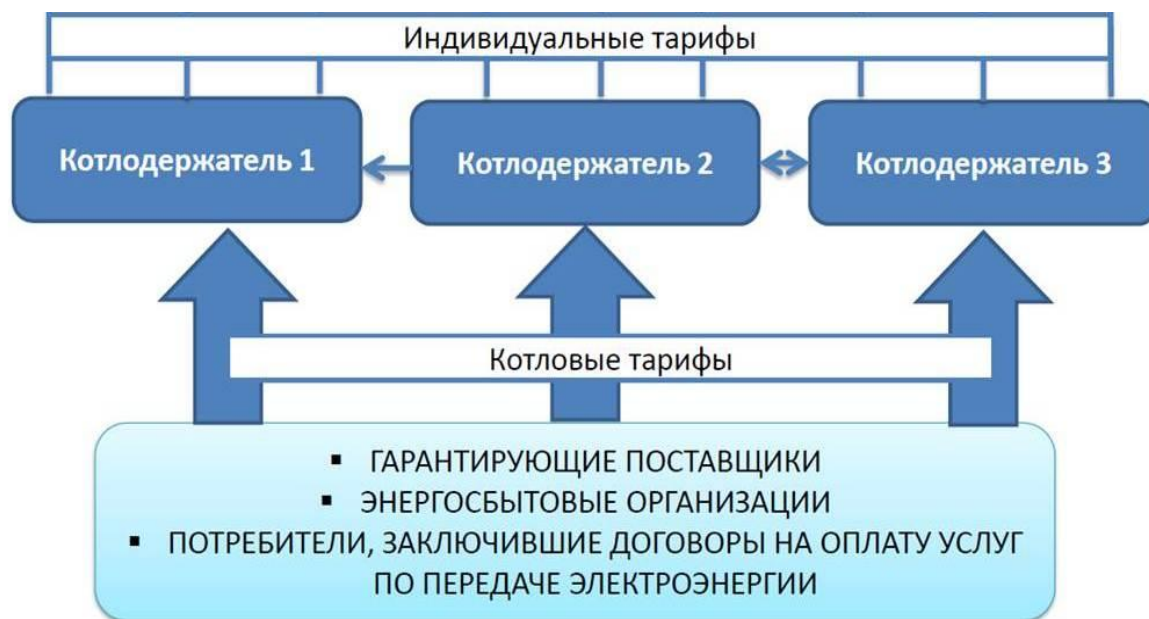 Индивидуальные тарифы
Котлодержатель 1
Котлодержатель 2
Котлодержатель 3
Котловые тарифы
▪ ГАРАНТИРУЮЩИЕ ПОСТАВЩИКИ
▪ ЭНЕРГОСБЫТОВЫЕ ОРГАНИЗАЦИИ
▪ ПОТРЕБИТЕЛИ, ЗАКЛЮЧИВШИЕ ДОГОВОРЫ НА ОПЛАТУ УСЛУГ
ПО ПЕРЕДАЧЕ ЭЛЕКТРОЭНЕРГИИ